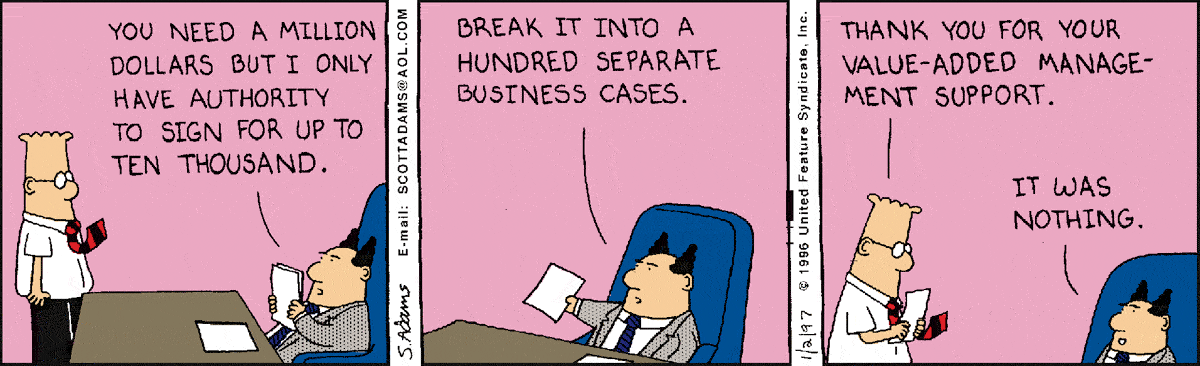 YOU NEED A MILLION
DOLLARS BUT I ONLY
HAVE AUTHORITY
TO SIGN FOR UP TO
TEN THOUSAND.
S.Adams E-mail: SCOTTADAMS@AOL.COM
BREAK IT INTO A
HUNDRED SEPARATE
BUSINESS CASES.
1/2/97 © 1996 United Feature Syndicate, Inc.
THANK YOU FOR YOUR
VALUE-ADDED MANAGE-
MENT SUPPORT.
IT WAS
NOTHING.